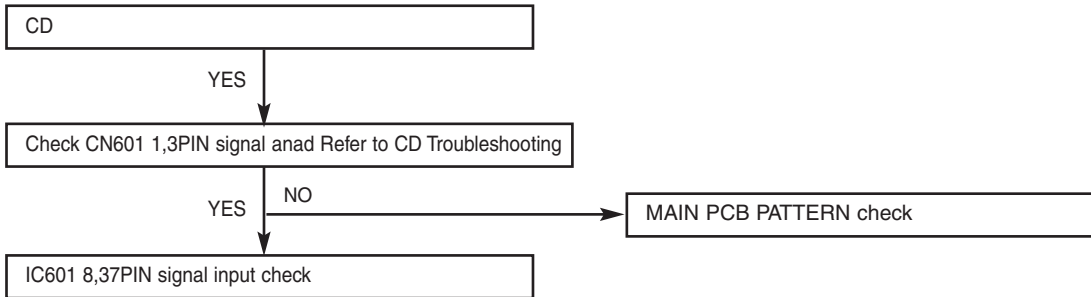 CD
YES
Check CN601 1,3PIN signal anad Refer to CD Troubleshooting
NO
YES
MAIN PCB PATTERN check
IC601 8,37PIN signal input check